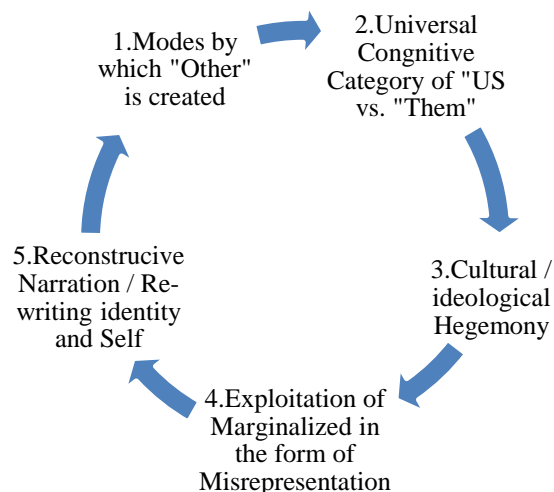 1.Modes by
which "Other"
is created
2.Universal
Congnitive
Category of "US
vs. "Them"
3.Cultural /
ideological
Hegemony
4.Exploitation of
Marginalized in
the form of
Misrepresentation
5.Reconstrucive
Narration / Re-
writing identity
and Self